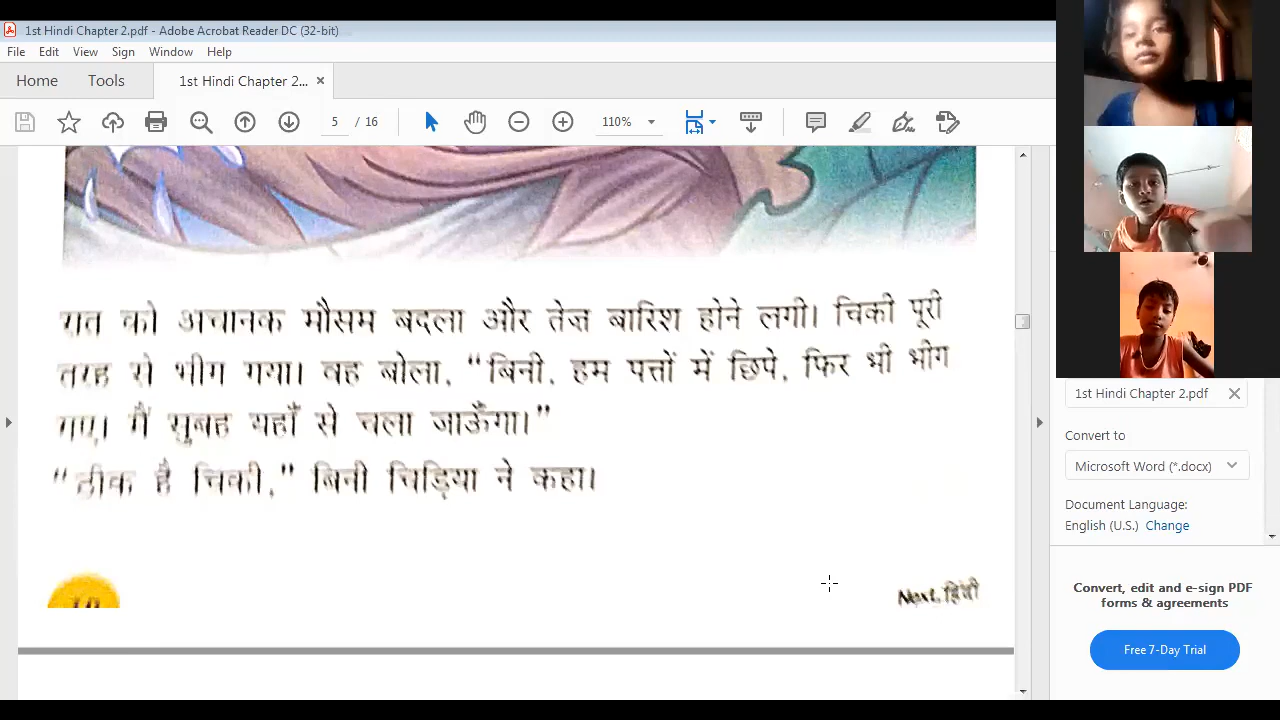 1st Hindi Chapter 2.pdf - Adobe Acrobat Reader DC (32-bit)
File Edit View Sign Window Help
Home Tools 1st Hindi Chapter 2... ×
5 / 16 110%
रात को अचानक मौसम बदला और तेज़ बारिश होने लगी। चिकी पूरी
तरह से भीग गया। वह बोला, “बिनी, हम पत्तों में छिपे, फिर भी भीग
गए। मैं सुबह यहाँ से चला जाऊँगा।”
“ठीक है चिकी,” बिनी चिड़िया ने कहा।
Next हिंदी
1st Hindi Chapter 2.pdf
Convert to
Microsoft Word (*.docx)
Document Language:
English (U.S.) Change
Convert, edit and e-sign PDF
forms & agreements
Free 7-Day Trial